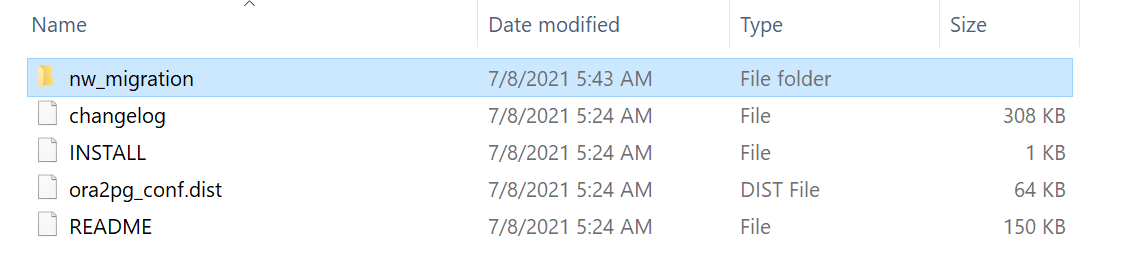 Name Date modified Type Size
nw_migration 7/8/2021 5:43 AM File folder
changelog 7/8/2021 5:24 AM File 308 KB
INSTALL 7/8/2021 5:24 AM File 1 KB
ora2pg_conf.dist 7/8/2021 5:24 AM DIST File 64 KB
README 7/8/2021 5:24 AM File 150 KB